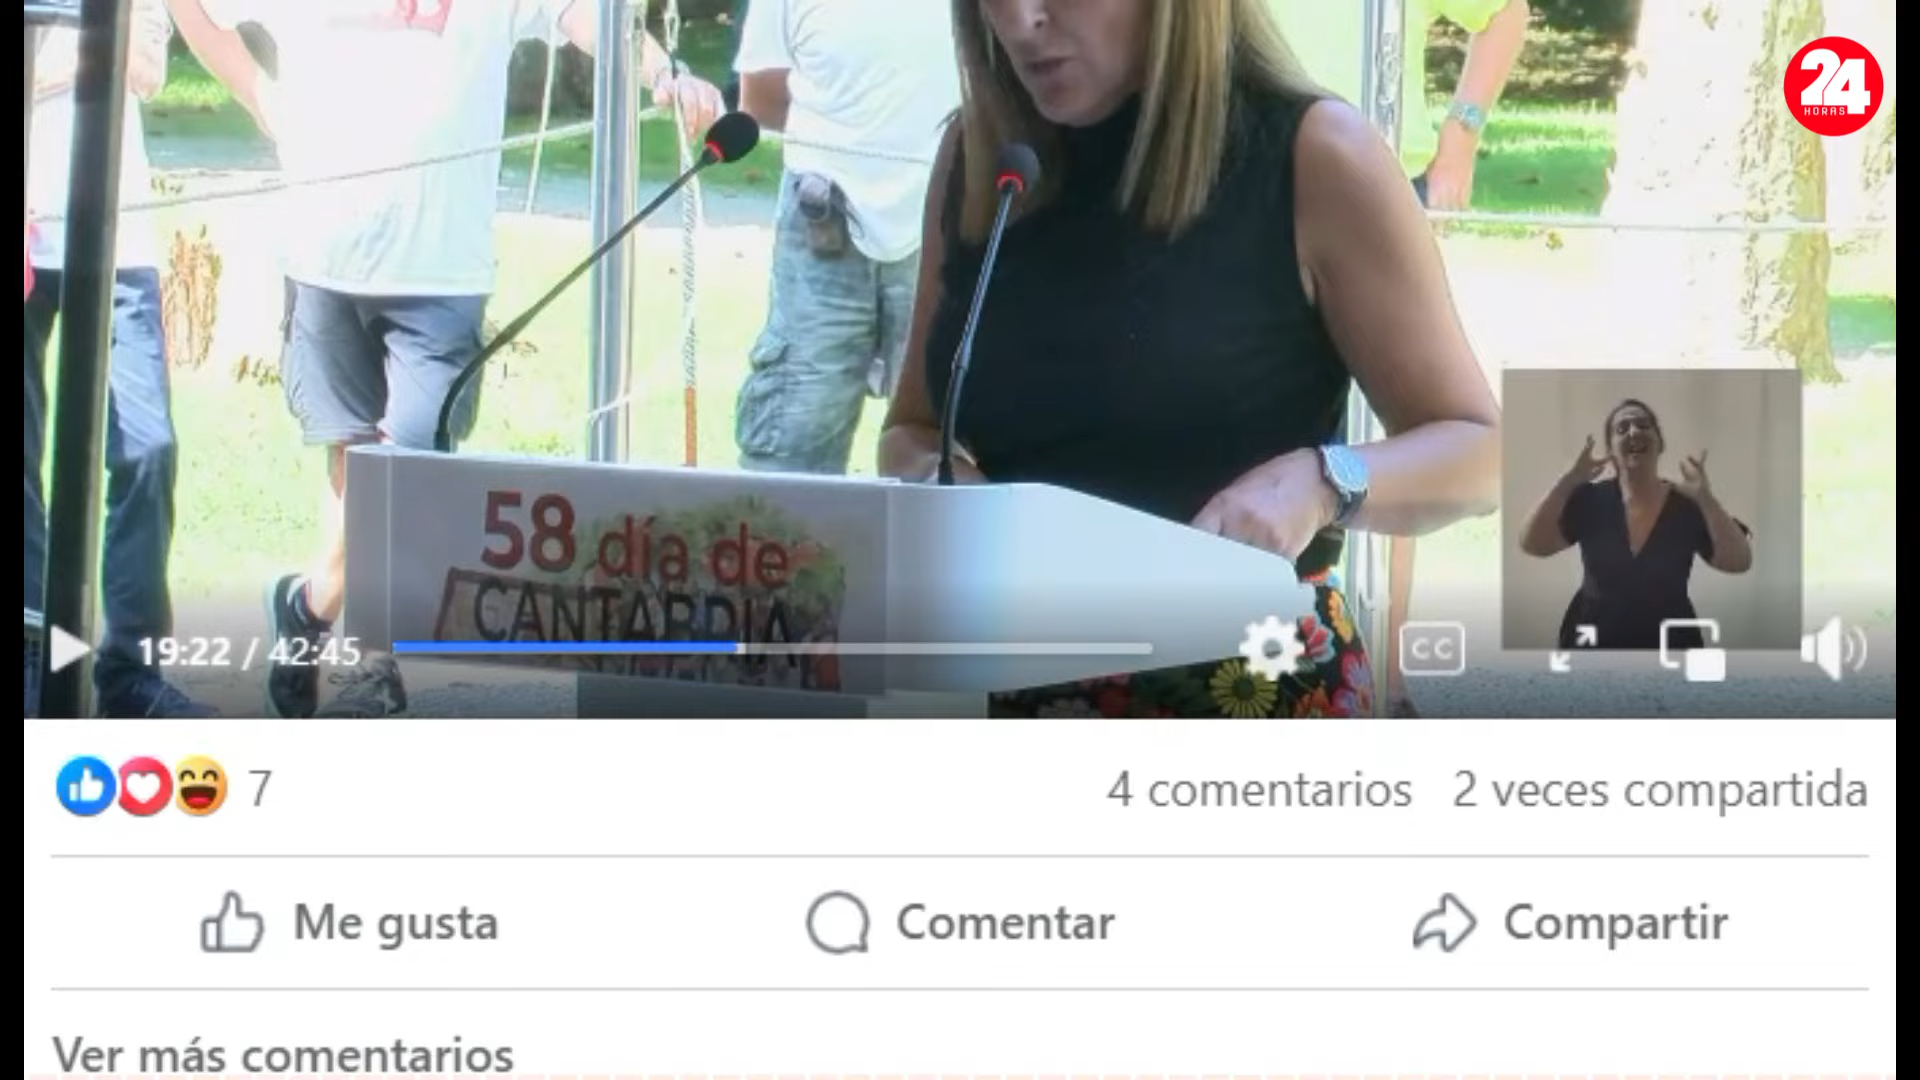 24
HORAS
58 día de
CANTABRIA
19:22 / 42:45
CC
7
4 comentarios
2 veces compartida
Me gusta
Comentar
Compartir
Ver más comentarios